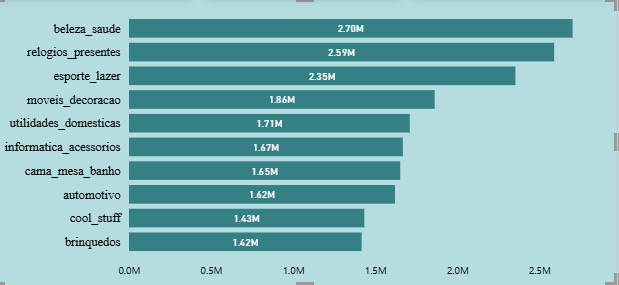 beleza_saude 2.70M
relogios_presentes 2.59M
esporte_lazer 2.35M
moveis_decoracao 1.86M
utilidades_domesticas 1.71M
informatica_acessorios 1.67M
cama_mesa_banho 1.65M
automotivo 1.62M
cool_stuff 1.43M
brinquedos 1.42M
0.0M 0.5M 1.0M 1.5M 2.0M 2.5M